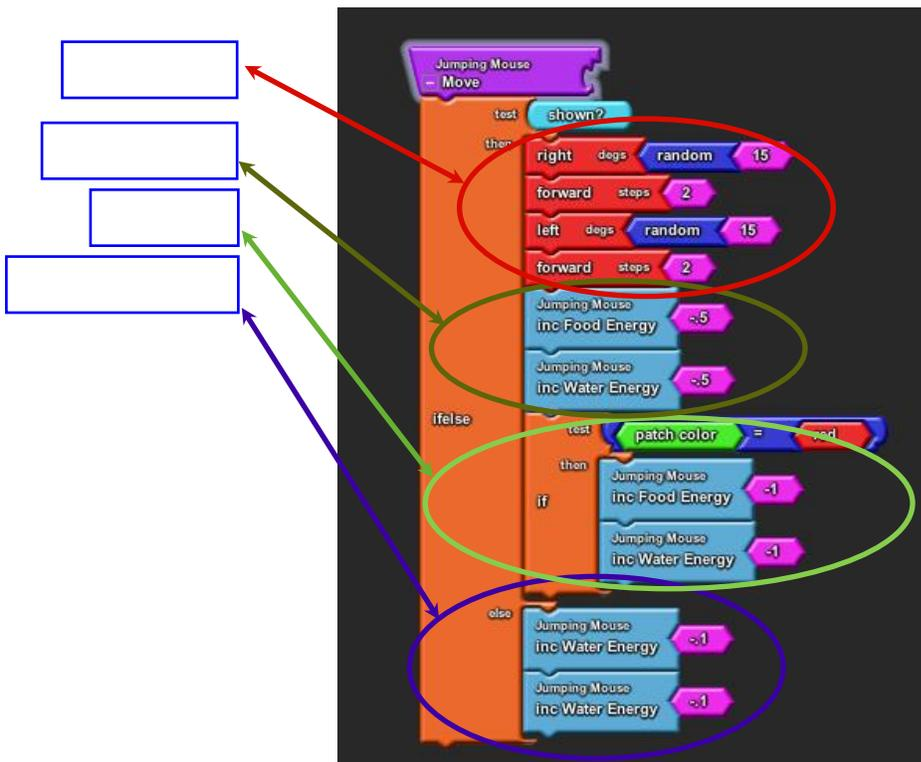 Jumping Mouse
Move
test shown?
then
right degs random 15
forward steps 2
left degs random 15
forward steps 2
Jumping Mouse
inc Food Energy -.5
Jumping Mouse
inc Water Energy -.5
ifelse
test patch color = red
then
Jumping Mouse
inc Food Energy -1
if
Jumping Mouse
inc Water Energy -1
else
Jumping Mouse
inc Water Energy -.1
Jumping Mouse
inc Water Energy -.1